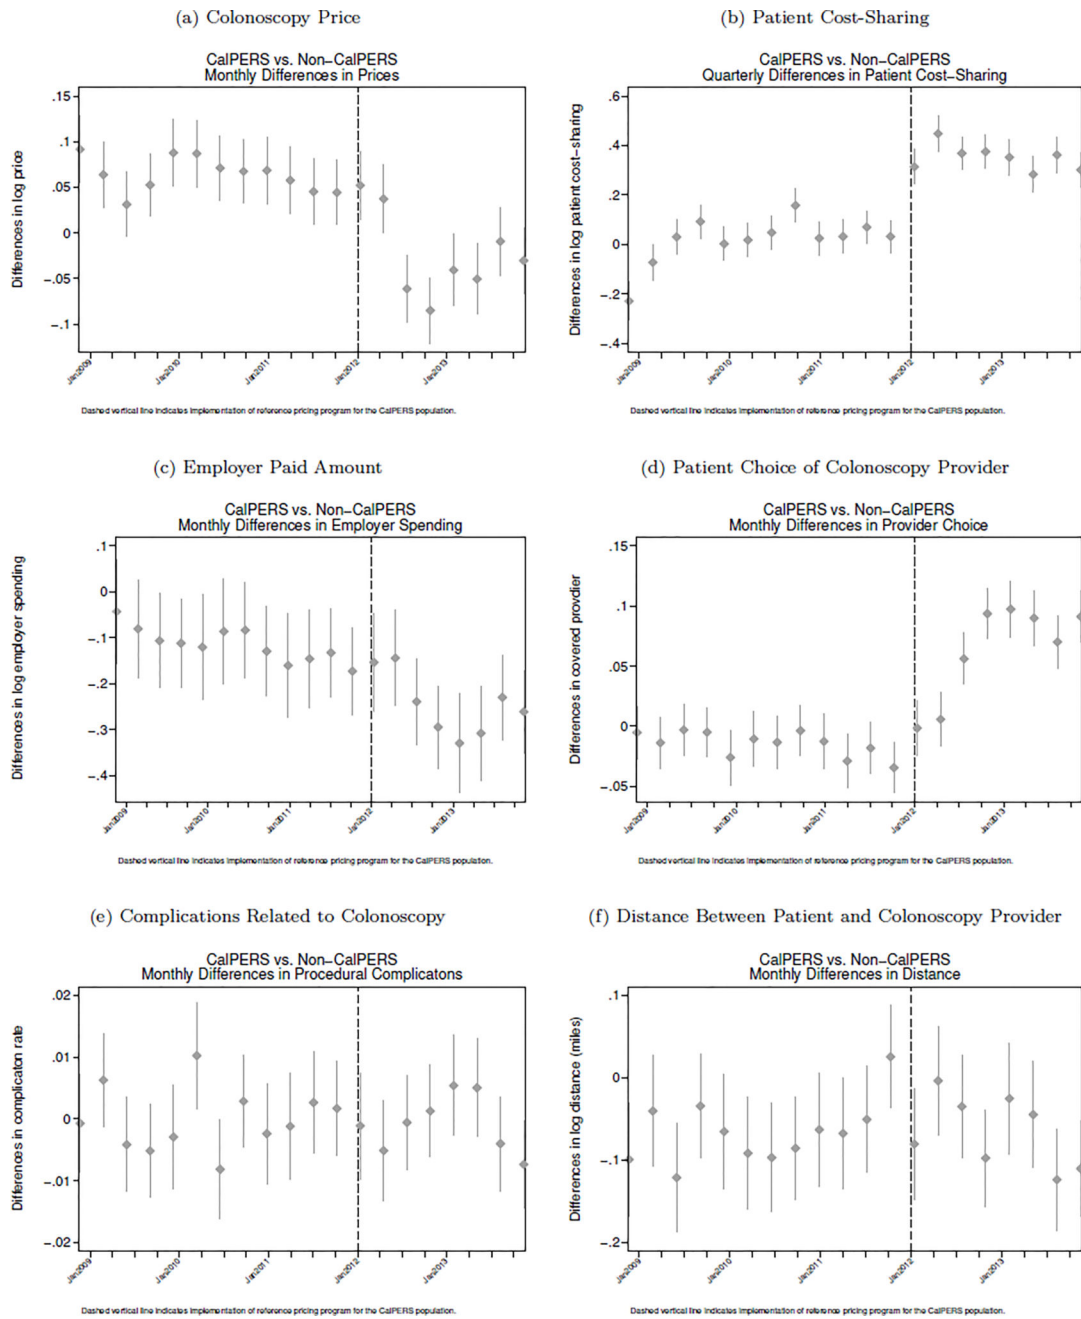 (a) Colonoscopy Price
CalPERS vs. Non-CalPERS
Monthly Differences in Prices
Differences in log price
.15
.1
.05
0
-.05
-.1
Jan2009
Jan2010
Jan2011
Jan2012
Jan2013
Dashed vertical line indicates implementation of reference pricing program for the CalPERS population.
(b) Patient Cost-Sharing
CalPERS vs. Non-CalPERS
Quarterly Differences in Patient Cost-Sharing
Differences in log patient cost-sharing
.6
.4
.2
0
-.2
-.4
Jan2009
Jan2010
Jan2011
Jan2012
Jan2013
Dashed vertical line indicates implementation of reference pricing program for the CalPERS population.
(c) Employer Paid Amount
CalPERS vs. Non-CalPERS
Monthly Differences in Employer Spending
Differences in log employer spending
.1
0
-.1
-.2
-.3
-.4
Jan2009
Jan2010
Jan2011
Jan2012
Jan2013
Dashed vertical line indicates implementation of reference pricing program for the CalPERS population.
(d) Patient Choice of Colonoscopy Provider
CalPERS vs. Non-CalPERS
Monthly Differences in Provider Choice
Differences in covered provdier
.15
.1
.05
0
-.05
Jan2009
Jan2010
Jan2011
Jan2012
Jan2013
Dashed vertical line indicates implementation of reference pricing program for the CalPERS population.
(e) Complications Related to Colonoscopy
CalPERS vs. Non-CalPERS
Monthly Differences in Procedural Complicatons
Differences in complicaton rate
.02
.01
0
-.01
-.02
Jan2009
Jan2010
Jan2011
Jan2012
Jan2013
Dashed vertical line indicates implementation of reference pricing program for the CalPERS population.
(f) Distance Between Patient and Colonoscopy Provider
CalPERS vs. Non-CalPERS
Monthly Differences in Distance
Differences in log distance (miles)
.1
0
-.1
-.2
Jan2009
Jan2010
Jan2011
Jan2012
Jan2013
Dashed vertical line indicates implementation of reference pricing program for the CalPERS population.